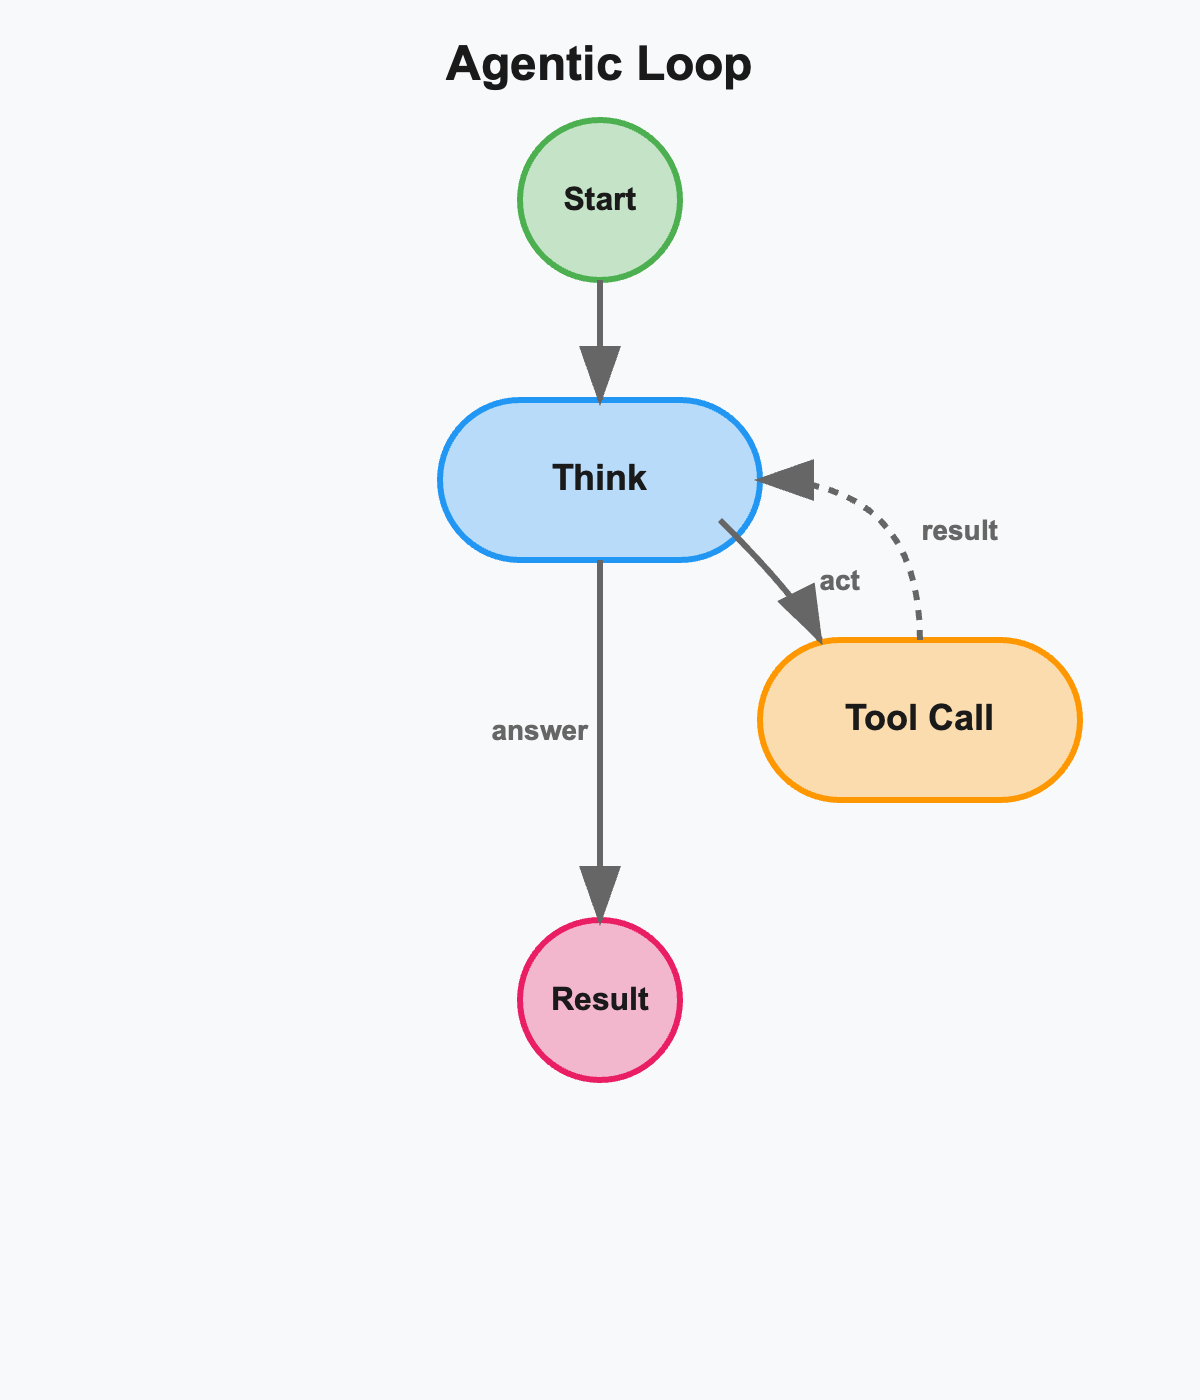 Agentic Loop
Start
Think
result
act
Tool Call
answer
Result